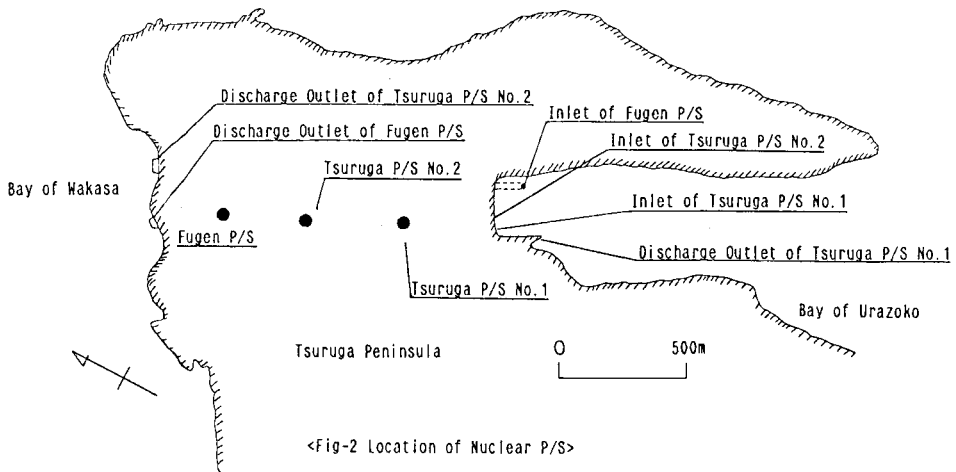 Discharge Outlet of Tsuruga P/S No.2
Discharge Outlet of Fugen P/S
Inlet of Fugen P/S
Inlet of Tsuruga P/S No.2
Tsuruga P/S No.2
Bay of Wakasa
Inlet of Tsuruga P/S No.1
Fugen P/S
Discharge Outlet of Tsuruga P/S No.1
Tsuruga P/S No.1
Bay of Urazoko
Tsuruga Peninsula
0 500m
<Fig-2 Location of Nuclear P/S>